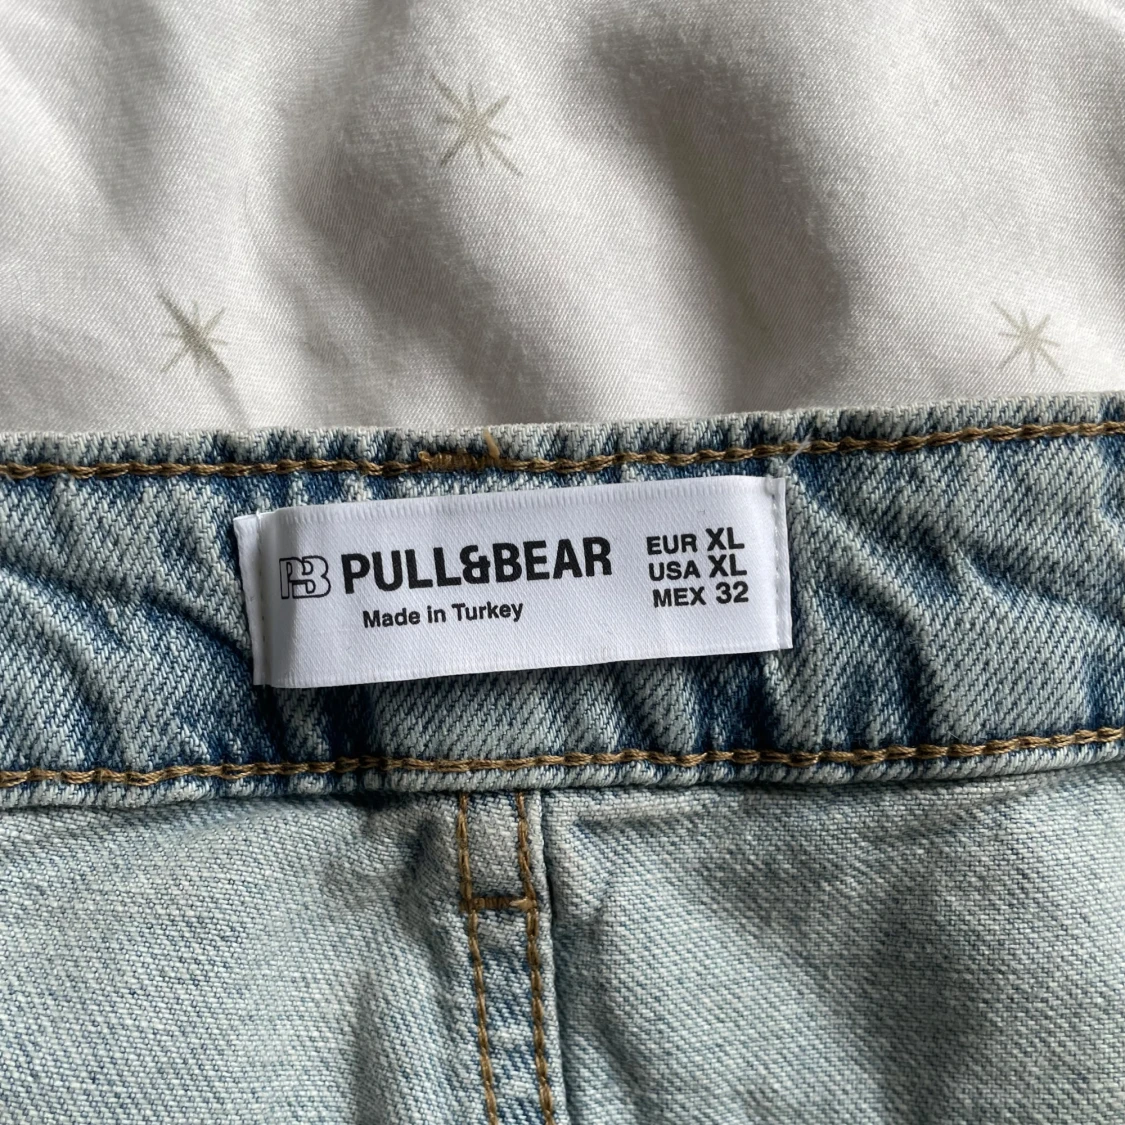 PB PULL&BEAR
Made in Turkey
EUR XL
USA XL
MEX 32